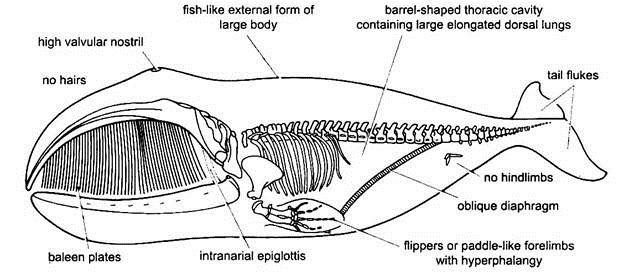 fish-like external form of
large body
barrel-shaped thoracic cavity
containing large elongated dorsal lungs
high valvular nostril
no hairs
tail flukes
no hindlimbs
oblique diaphragm
flippers or paddle-like forelimbs
with hyperphalangy
baleen plates
intranarial epiglottis